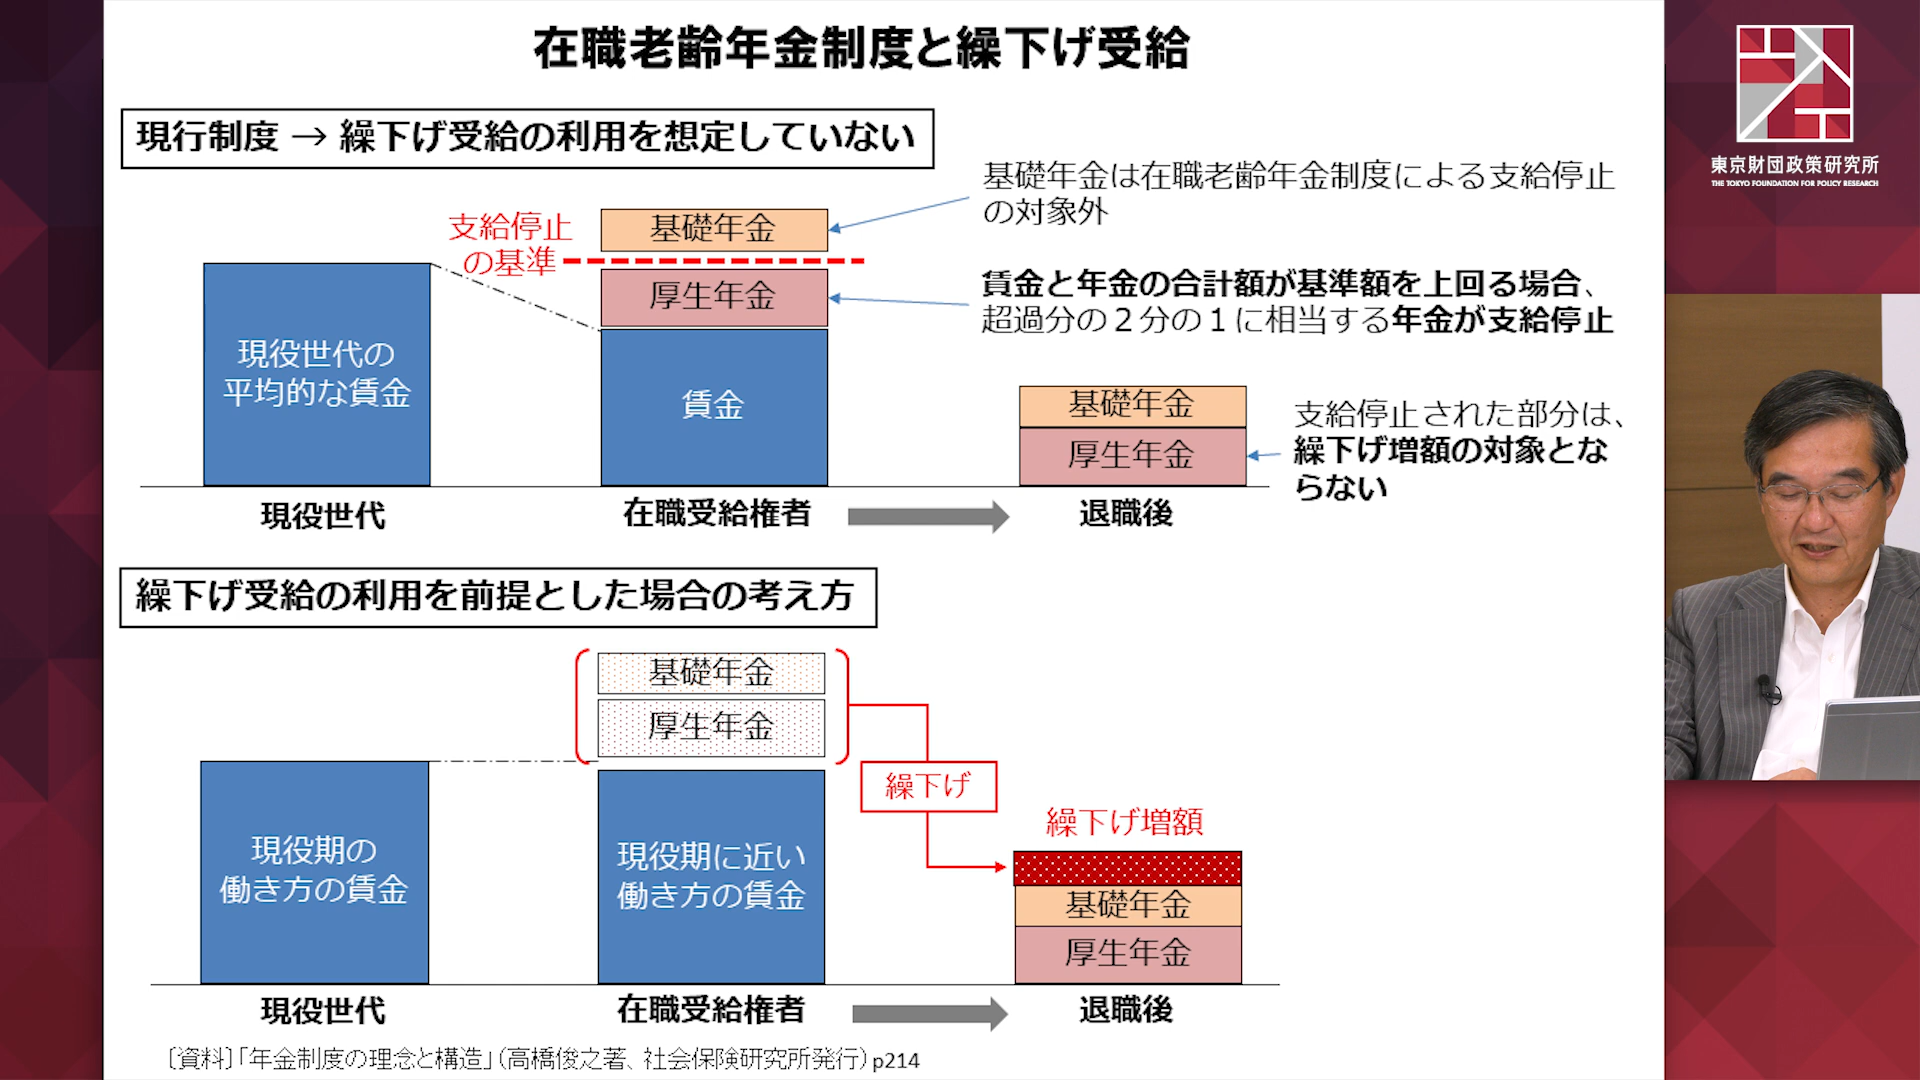 在職老齢年金制度と繰下げ受給
東京財団政策研究所
THE TOKYO FOUNDATION FOR POLICY RESEARCH
現行制度 → 繰下げ受給の利用を想定していない
基礎年金は在職老齢年金制度による支給停止
の対象外
支給停止
の基準
基礎年金
厚生年金
賃金と年金の合計額が基準額を上回る場合、
超過分の２分の１に相当する年金が支給停止
現役世代の
平均的な賃金
賃金
基礎年金
厚生年金
支給停止された部分は、
繰下げ増額の対象とな
らない
現役世代
在職受給権者
退職後
繰下げ受給の利用を前提とした場合の考え方
基礎年金
厚生年金
繰下げ
繰下げ増額
現役期の
働き方の賃金
現役期に近い
働き方の賃金
基礎年金
厚生年金
現役世代
在職受給権者
退職後
〔資料〕「年金制度の理念と構造」（高橋俊之著、社会保険研究所発行）p214